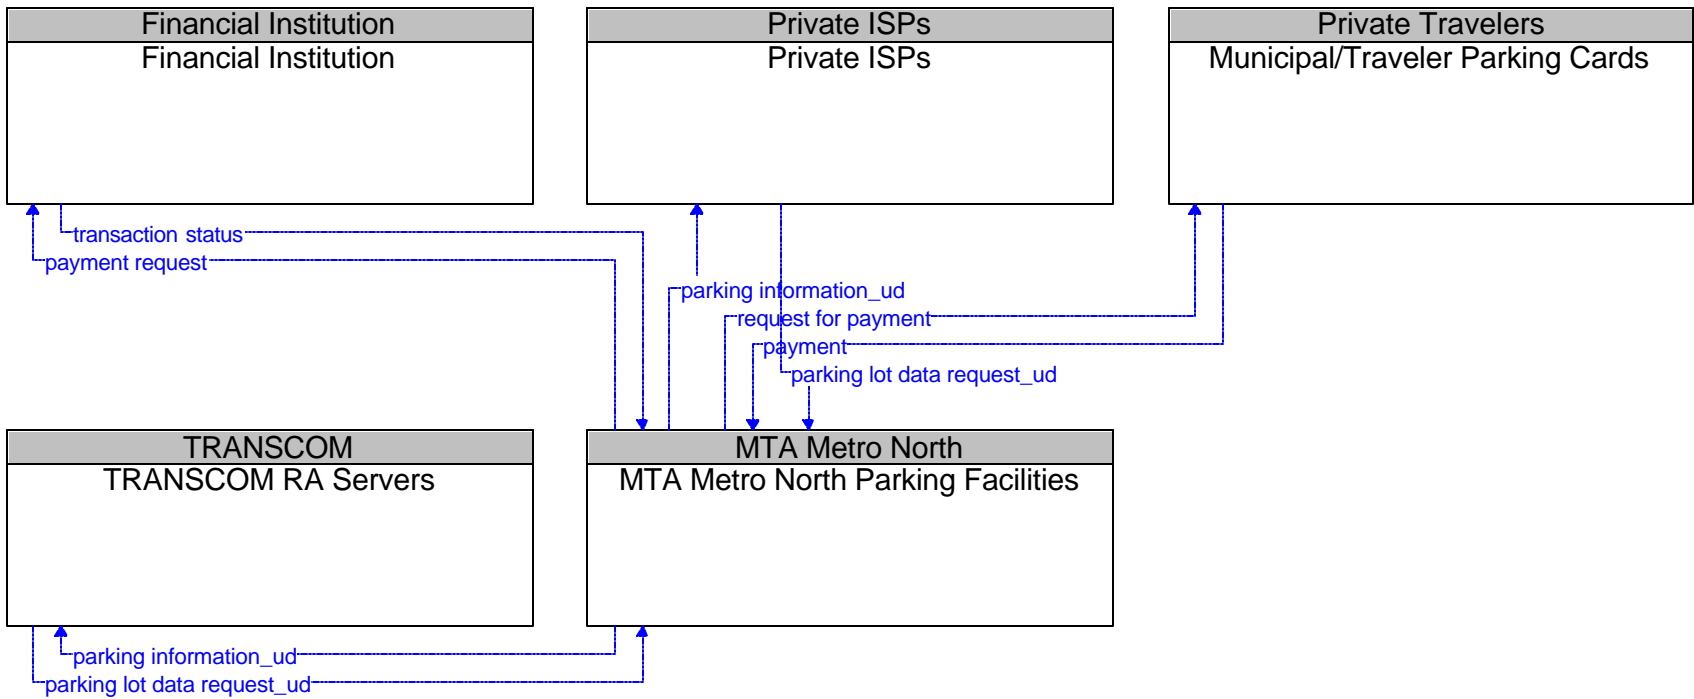 Financial Institution
Financial Institution
Private ISPs
Private ISPs
Private Travelers
Municipal/Traveler Parking Cards
transaction status
payment request
parking information_ud
request for payment
payment
parking lot data request_ud
TRANSCOM
TRANSCOM RA Servers
MTA Metro North
MTA Metro North Parking Facilities
parking information_ud
parking lot data request_ud